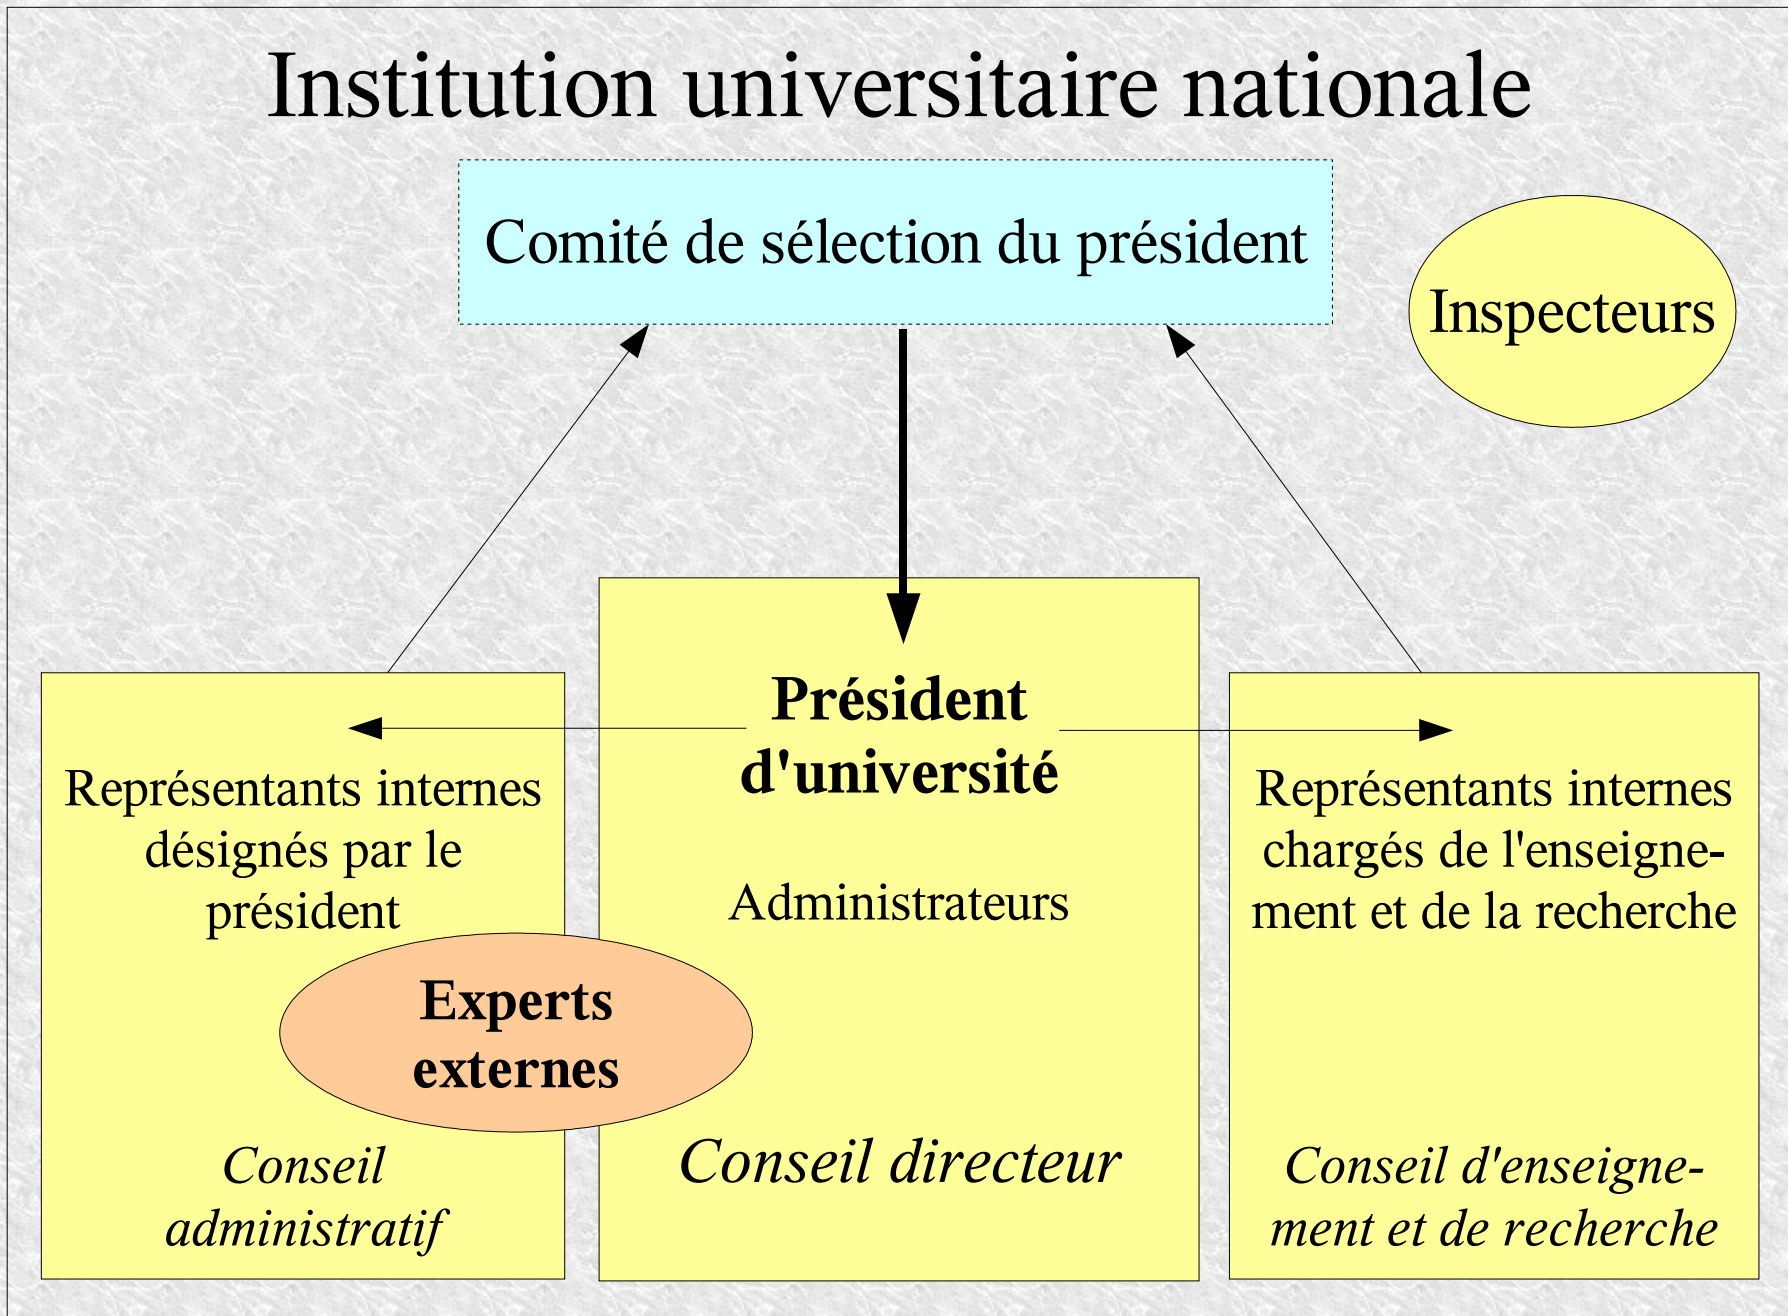 Institution universitaire nationale
Comité de sélection du président
Inspecteurs
Représentants internes
désignés par le
président
Experts
externes
Conseil
administratif
Président
d'université
Administrateurs
Conseil directeur
Représentants internes
chargés de l'enseigne-
ment et de la recherche
Conseil d'enseigne-
ment et de recherche